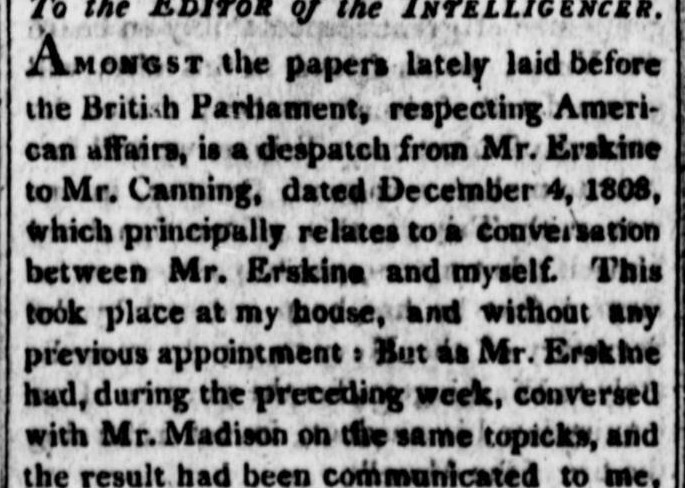 To the EDITOR of the INTELLIGENCER.
AMONGST the papers lately laid before
the British Parliament, respecting Ameri-
can affairs, is a despatch from Mr. Erskine
to Mr. Canning, dated December 4, 1808,
which principally relates to a conversation
between Mr. Erskine and myself. This
took place at my house, and without any
previous appointment : But as Mr. Erskine
had, during the preceding week, conversed
with Mr. Madison on the same topicks, and
the result had been communicated to me,